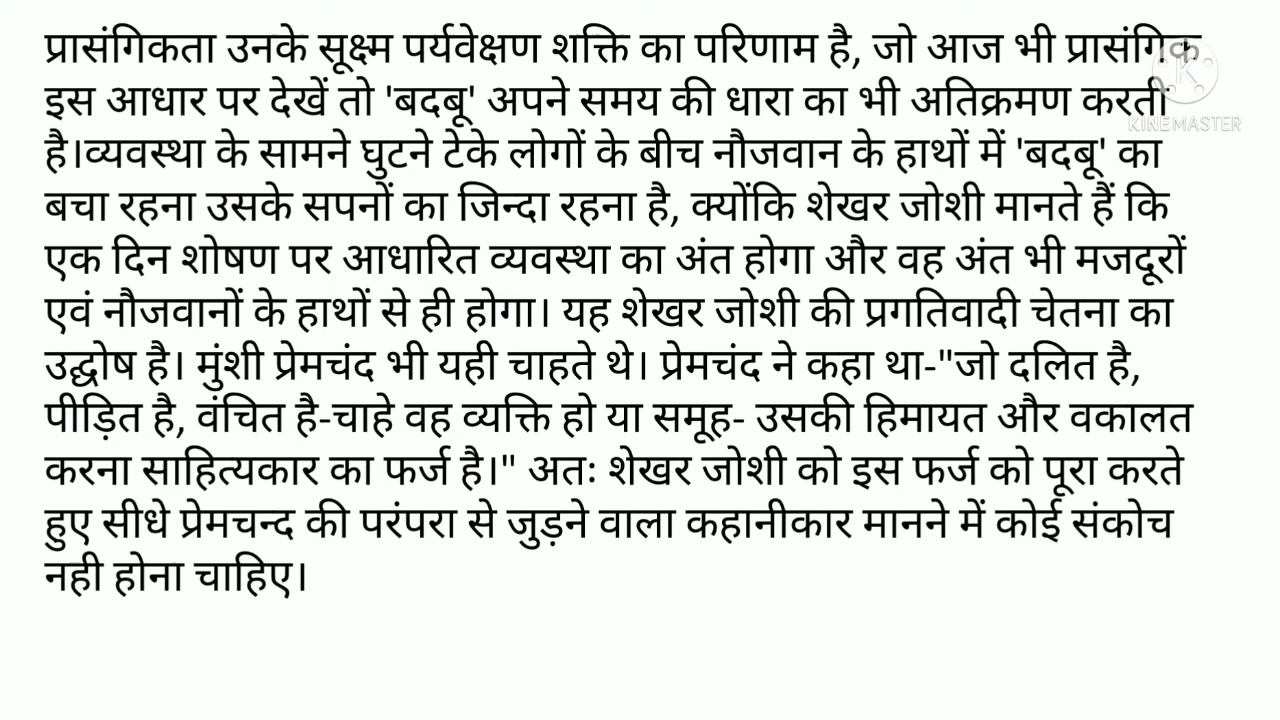 प्रासंगिकता उनके सूक्ष्म पर्यवेक्षण शक्ति का परिणाम है, जो आज भी प्रासंगिक
इस आधार पर देखें तो 'बदबू' अपने समय की धारा का भी अतिक्रमण करती
है।व्यवस्था के सामने घुटने टेके लोगों के बीच नौजवान के हाथों में 'बदबू' का
बचा रहना उसके सपनों का जिन्दा रहना है, क्योंकि शेखर जोशी मानते हैं कि
एक दिन शोषण पर आधारित व्यवस्था का अंत होगा और वह अंत भी मजदूरों
एवं नौजवानों के हाथों से ही होगा। यह शेखर जोशी की प्रगतिवादी चेतना का
उद्घोष है। मुंशी प्रेमचंद भी यही चाहते थे। प्रेमचंद ने कहा था-"जो दलित है,
पीड़ित है, वंचित है-चाहे वह व्यक्ति हो या समूह- उसकी हिमायत और वकालत
करना साहित्यकार का फर्ज है।" अतः शेखर जोशी को इस फर्ज को पूरा करते
हुए सीधे प्रेमचन्द की परंपरा से जुड़ने वाला कहानीकार मानने में कोई संकोच
नही होना चाहिए।
K
KINEMASTER